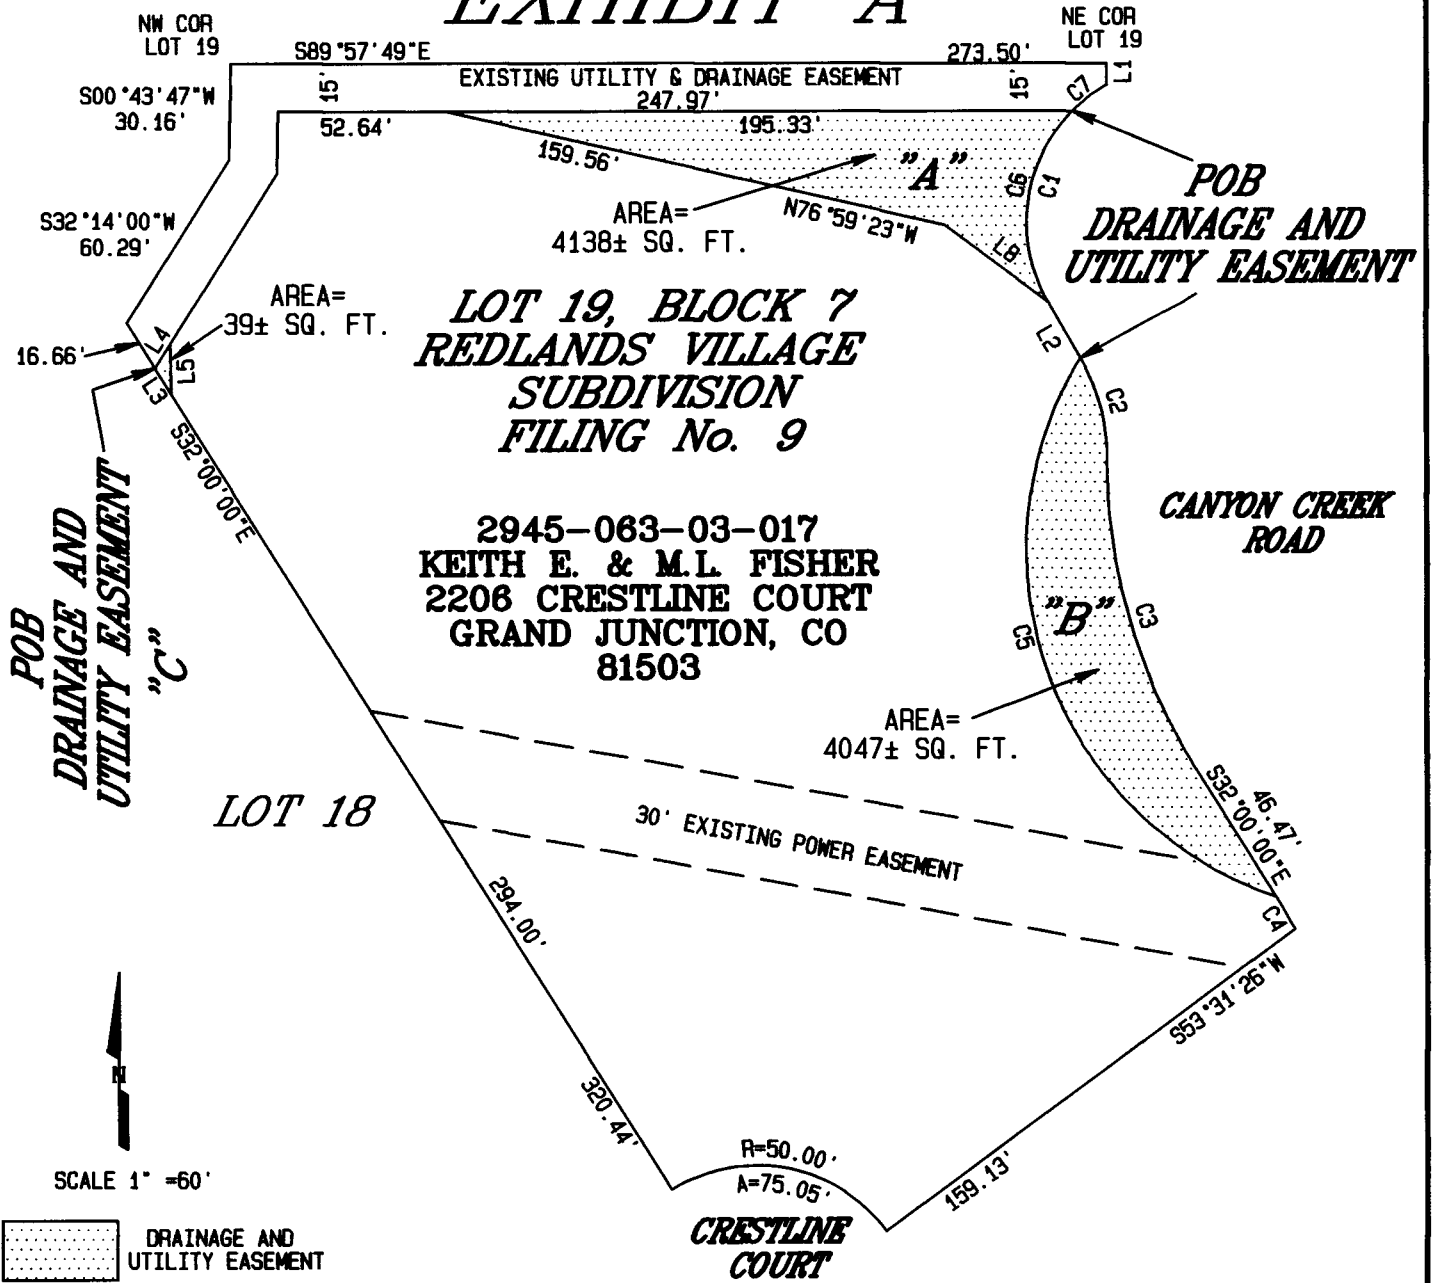 EXHIBIT "A"
NW COR
LOT 19
NE COR
LOT 19
S89°57'49"E
273.50'
L1
EXISTING UTILITY & DRAINAGE EASEMENT
15'
15'
C7
S00°43'47"W
30.16'
247.97'
52.64'
195.33'
159.56'
"A"
C6
C1
POB
DRAINAGE AND
UTILITY EASEMENT
AREA=
4138± SQ. FT.
N76°59'23"W
L8
S32°14'00"W
60.29'
AREA=
39± SQ. FT.
LOT 19, BLOCK 7
REDLANDS VILLAGE
SUBDIVISION
FILING No. 9
L2
16.66'
L4
L5
L3
C2
S32°00'00"E
POB
DRAINAGE AND
UTILITY EASEMENT
"C"
CANYON CREEK
ROAD
2945-063-03-017
KEITH E. & M.L. FISHER
2206 CRESTLINE COURT
GRAND JUNCTION, CO
81503
"B"
C3
C5
AREA=
4047± SQ. FT.
LOT 18
30' EXISTING POWER EASEMENT
46.47'
S32°00'00"E
294.00'
C4
S53°31'26"W
320.44'
159.13'
N
SCALE 1" =60'
R=50.00'
A=75.05'
CRESTLINE
COURT
DRAINAGE AND
UTILITY EASEMENT